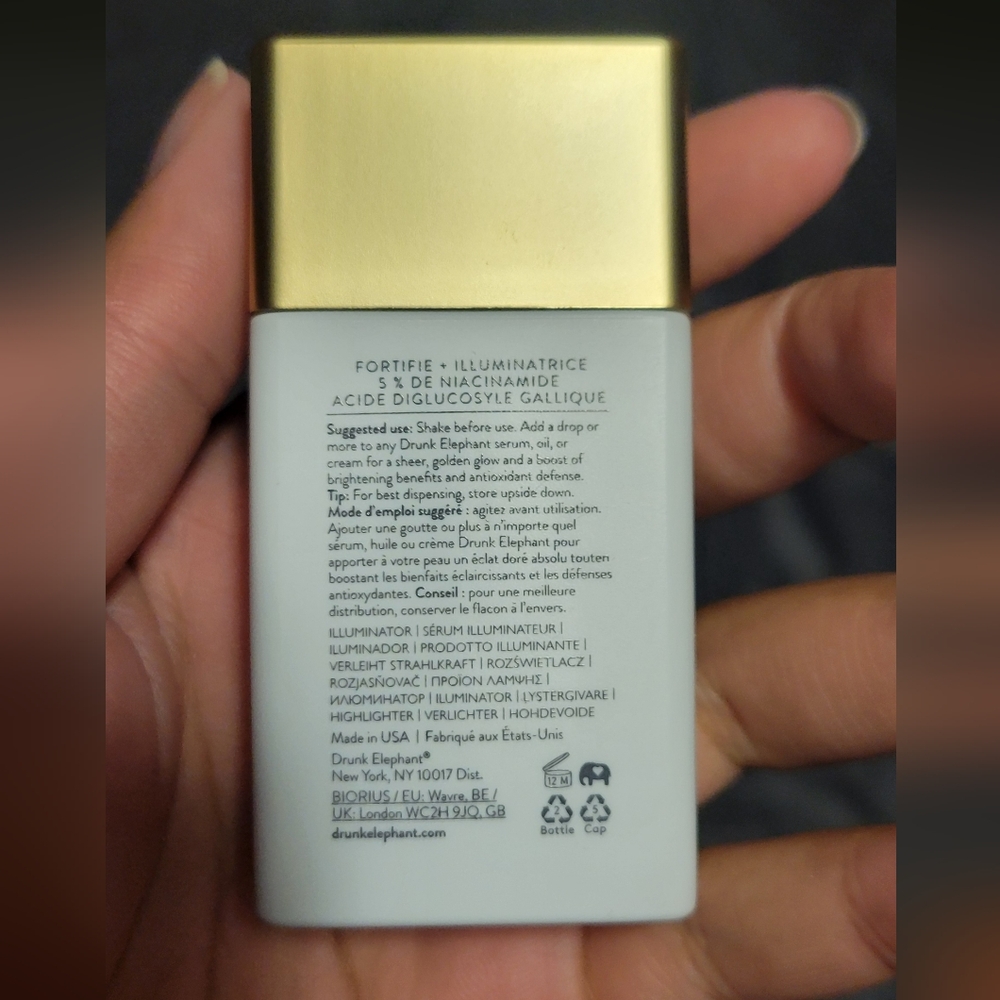 FORTIFIE + ILLUMINATRICE
5 % DE NIACINAMIDE
ACIDE DIGLUCOSYLE GALLIQUE
Suggested use: Shake before use. Add a drop or
more to any Drunk Elephant serum, oil, or
cream for a sheer, golden glow and a boost of
brightening benefits and antioxidant defense.
Tip: For best dispensing, store upside down.
Mode d'emploi suggéré : agitez avant utilisation.
Ajouter une goutte ou plus à n'importe quel
sérum, huile ou crème Drunk Elephant pour
apporter à votre peau un éclat doré absolu touten
boostant les bienfaits éclaircissants et les défenses
antioxydantes. Conseil : pour une meilleure
distribution, conserver le flacon à l'envers.
ILLUMINATOR | SÉRUM ILLUMINATEUR |
ILUMINADOR | PRODOTTO ILLUMINANTE |
VERLEIHT STRAHLKRAFT | ROZŚWIETLACZ |
ROZJASŇOVAČ | ΠΡΟΪΟΝ ΛΑΜΨΗΣ |
ИЛЮМИНАТОР | ILUMINATOR | LYSTERGIVARE |
HIGHLIGHTER | VERLICHTER | HOHDEVOIDE
Made in USA | Fabriqué aux États-Unis
Drunk Elephant®
New York, NY 10017 Dist.
BIORIUS / EU: Wavre, BE /
UK: London WC2H 9JQ, GB
drunkelephant.com
12 M
2 5
Bottle Cap